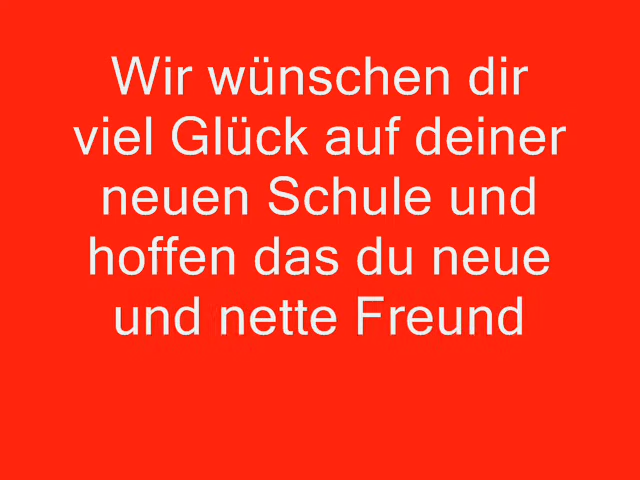 Wir wünschen dir
viel Glück auf deiner
neuen Schule und
hoffen das du neue
und nette Freund